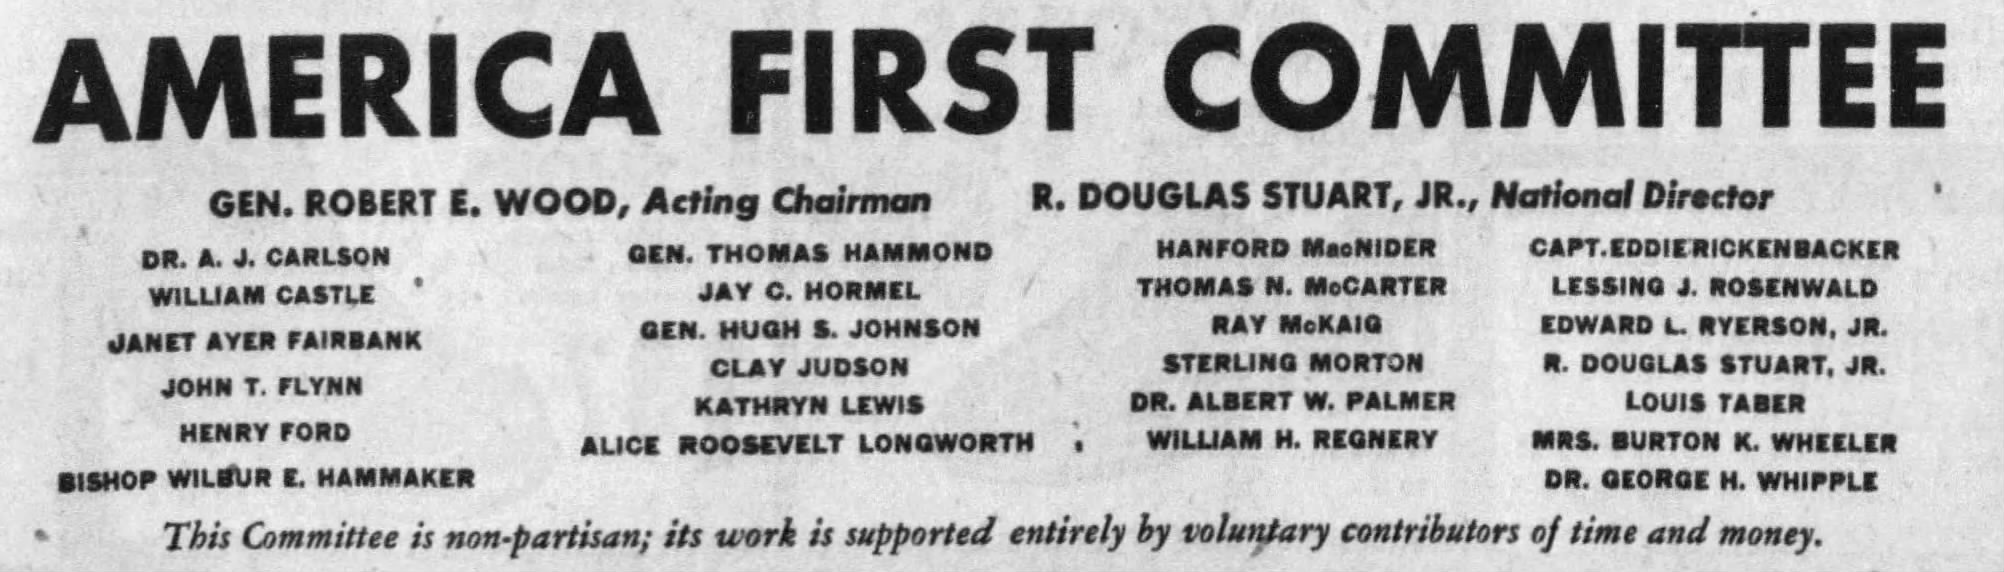 AMERICA FIRST COMMITTEE
GEN. ROBERT E. WOOD, Acting Chairman
R. DOUGLAS STUART, JR., National Director
DR. A. J. CARLSON
WILLIAM CASTLE
JANET AYER FAIRBANK
JOHN T. FLYNN
HENRY FORD
BISHOP WILBUR E. HAMMAKER
GEN. THOMAS HAMMOND
JAY C. HORMEL
GEN. HUGH S. JOHNSON
CLAY JUDSON
KATHRYN LEWIS
ALICE ROOSEVELT LONGWORTH
HANFORD MacNIDER
THOMAS N. McCARTER
RAY McKAIG
STERLING MORTON
DR. ALBERT W. PALMER
WILLIAM H. REGNERY
CAPT. EDDIE RICKENBACKER
LESSING J. ROSENWALD
EDWARD L. RYERSON, JR.
R. DOUGLAS STUART, JR.
LOUIS TABER
MRS. BURTON K. WHEELER
DR. GEORGE H. WHIPPLE
This Committee is non-partisan; its work is supported entirely by voluntary contributors of time and money.